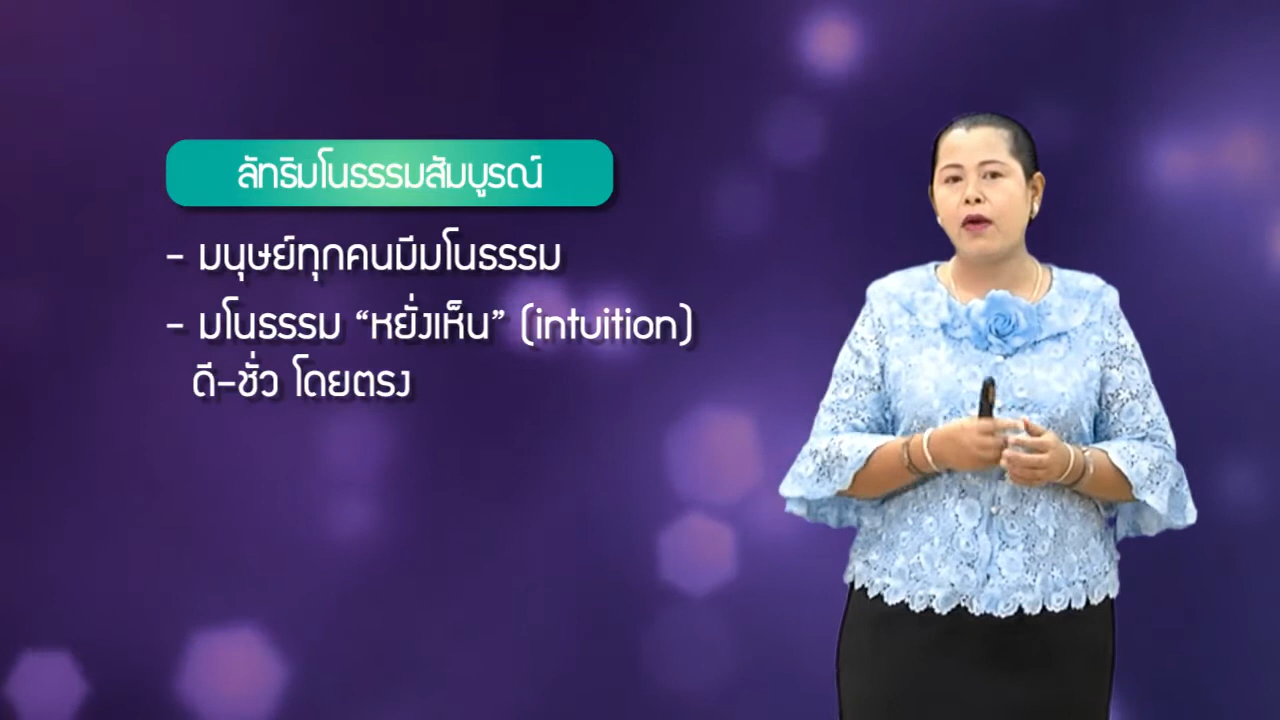 ลัทธิมโนธรรมสัมบูรณ์
- มนุษย์ทุกคนมีมโนธรรม
- มโนธรรม “หยั่งเห็น” (intuition)
ดี-ชั่ว โดยตรง